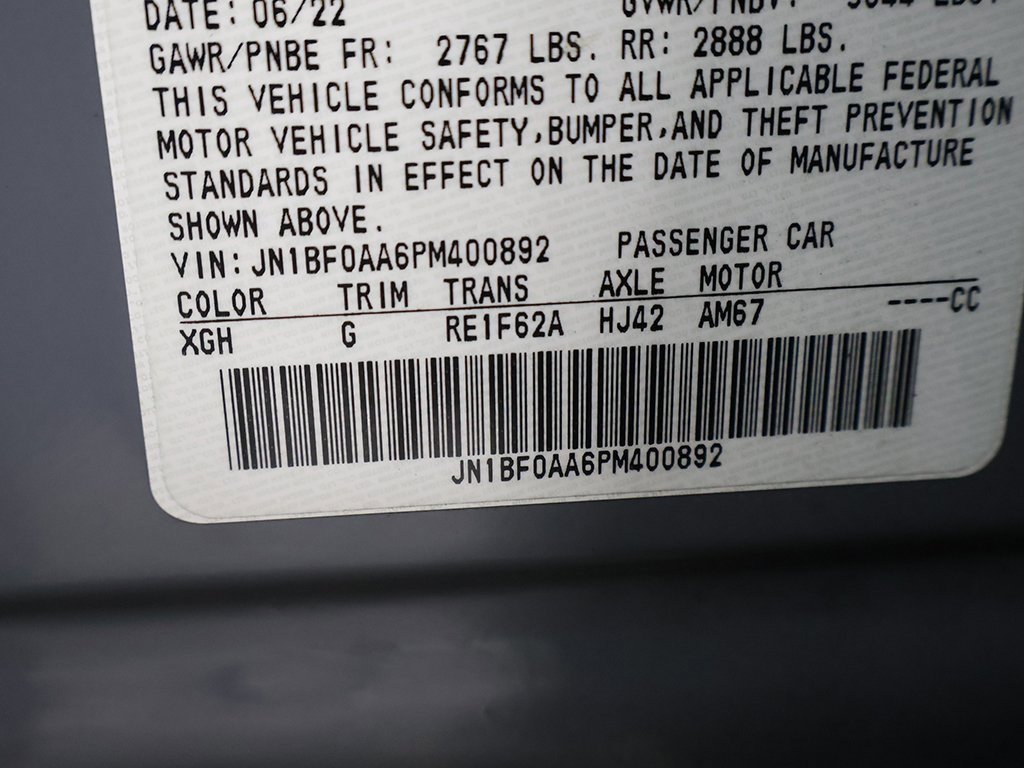 DATE: 06/22
GAWR/PNBE FR: 2767 LBS. RR: 2888 LBS.
THIS VEHICLE CONFORMS TO ALL APPLICABLE FEDERAL
MOTOR VEHICLE SAFETY,BUMPER,AND THEFT PREVENTION
STANDARDS IN EFFECT ON THE DATE OF MANUFACTURE
SHOWN ABOVE.
VIN: JN1BF0AA6PM400892 PASSENGER CAR
COLOR TRIM TRANS AXLE MOTOR
XGH G RE1F62A HJ42 AM67 ----CC
JN1BF0AA6PM400892